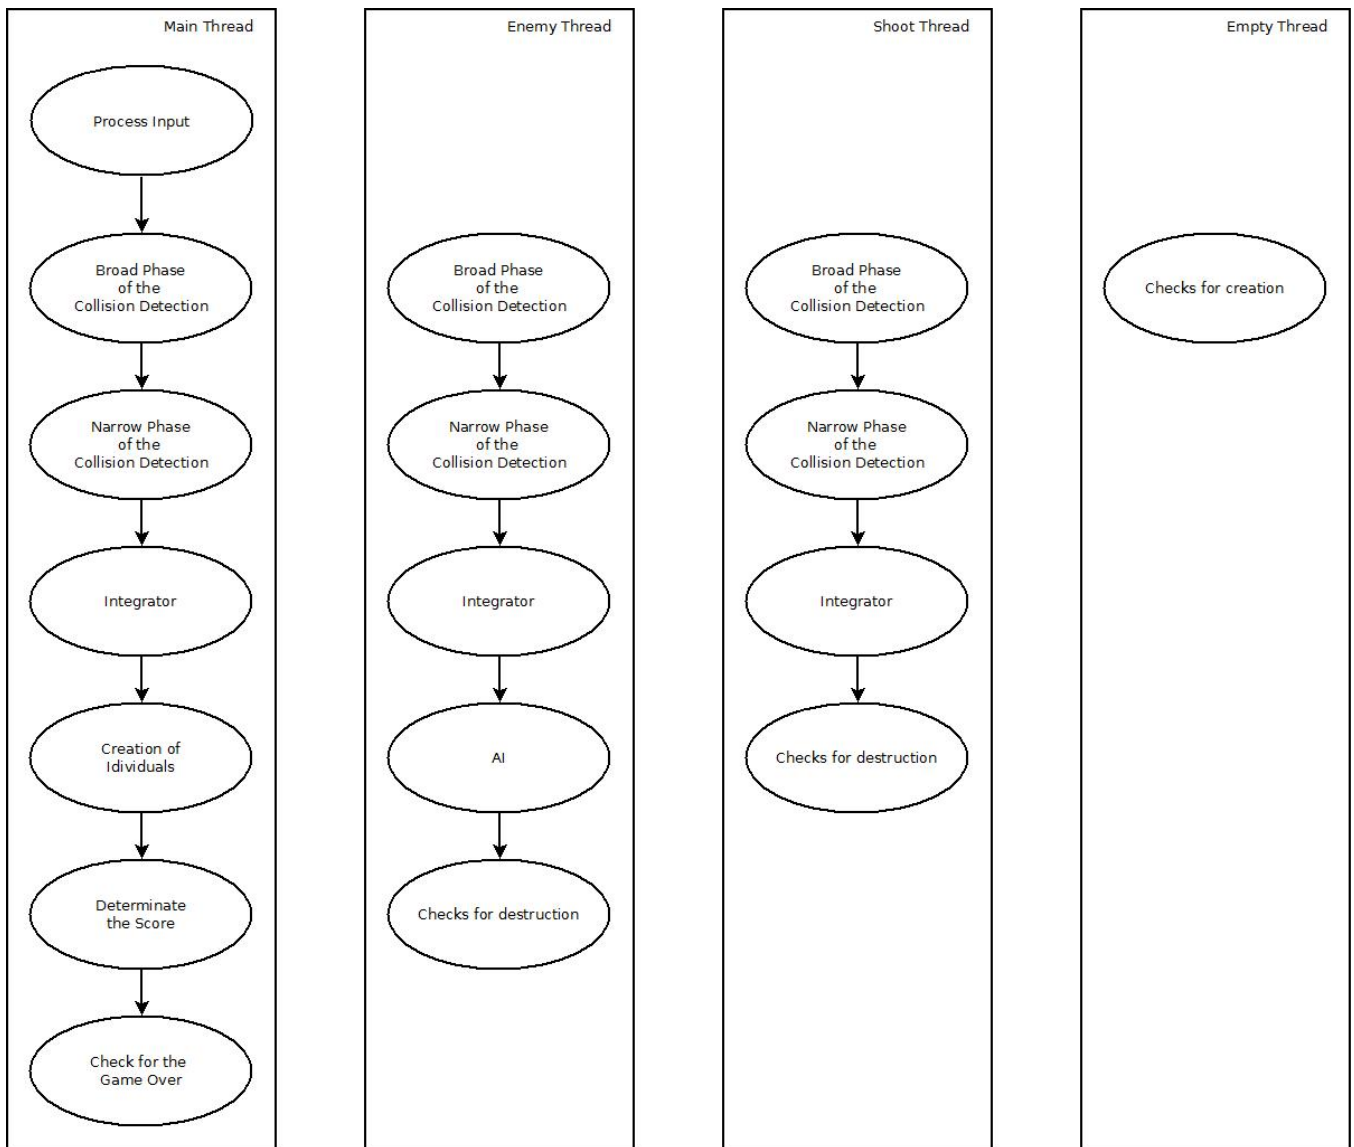 Main Thread
Process Input
Broad Phase
of the
Collision Detection
Narrow Phase
of the
Collision Detection
Integrator
Creation of
Idividuals
Determinate
the Score
Check for the
Game Over
Enemy Thread
Broad Phase
of the
Collision Detection
Narrow Phase
of the
Collision Detection
Integrator
AI
Checks for destruction
Shoot Thread
Broad Phase
of the
Collision Detection
Narrow Phase
of the
Collision Detection
Integrator
Checks for destruction
Empty Thread
Checks for creation